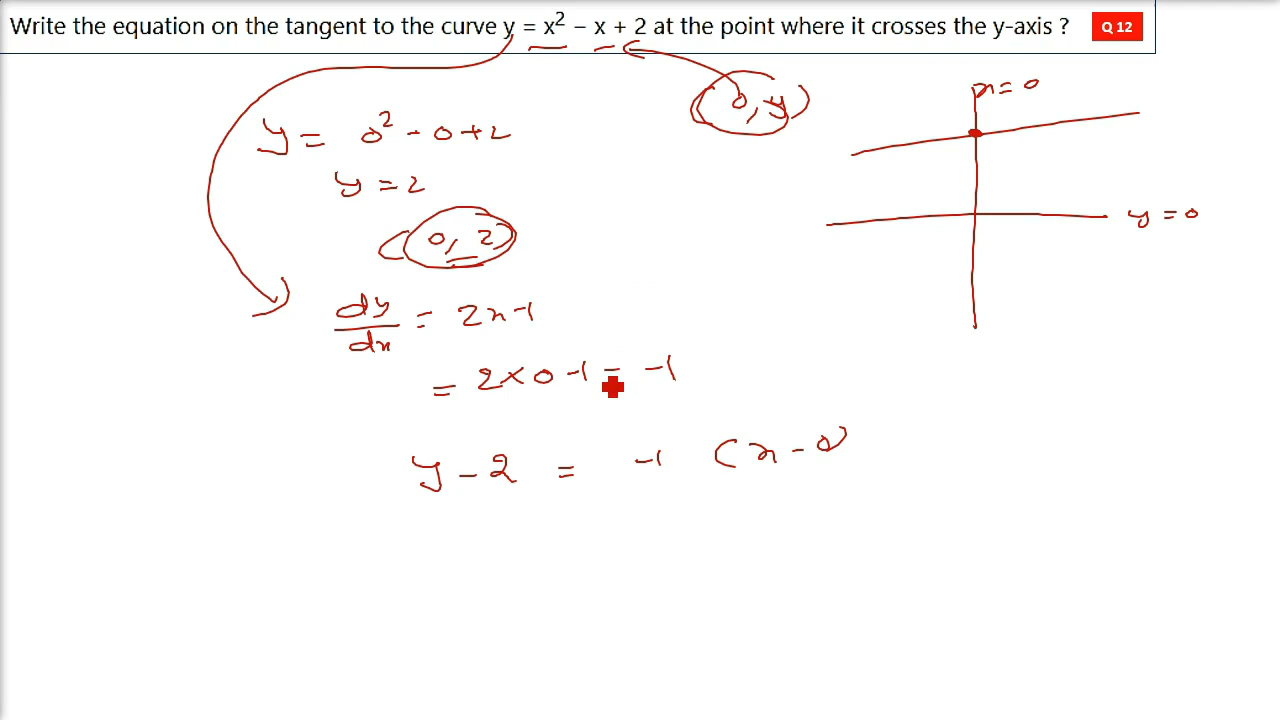 Write the equation on the tangent to the curve y = x² − x + 2 at the point where it crosses the y-axis ? Q 12
(0, y)
x = 0
y = 0² - 0 + 2
y = 2
(0, 2)
y = 0
dy/dx = 2x - 1
= 2 × 0 - 1 = -1
y - 2 = -1 (x - 0)